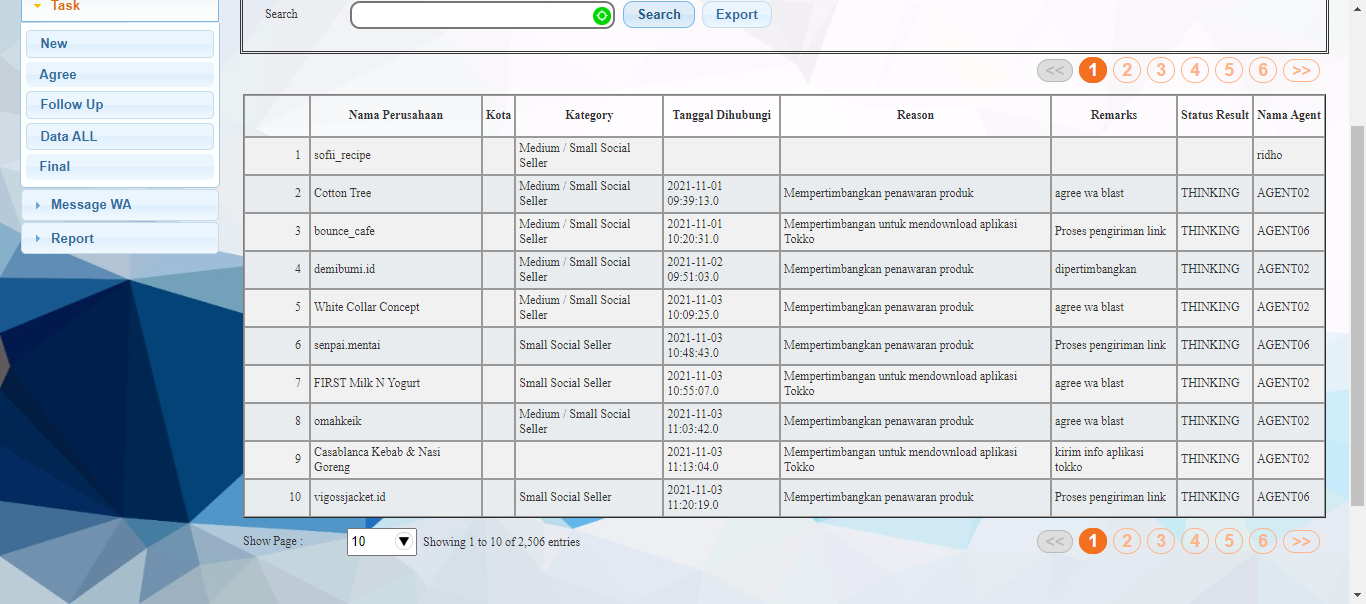 Task
Search Search Export
New
Agree
Follow Up
Data ALL
Final
Message WA
Report
<< 1 2 3 4 5 6 >>
Nama Perusahaan Kota Kategory Tanggal Dihubungi Reason Remarks Status Result Nama Agent
1 sofii_recipe Medium / Small Social Seller ridho
2 Cotton Tree Medium / Small Social Seller 2021-11-01 09:39:13.0 Mempertimbangkan penawaran produk agree wa blast THINKING AGENT02
3 bounce_cafe Medium / Small Social Seller 2021-11-01 10:20:31.0 Mempertimbangan untuk mendownload aplikasi Tokko Proses pengiriman link THINKING AGENT06
4 demibumi.id Medium / Small Social Seller 2021-11-02 09:51:03.0 Mempertimbangkan penawaran produk dipertimbangkan THINKING AGENT02
5 White Collar Concept Medium / Small Social Seller 2021-11-03 10:09:25.0 Mempertimbangkan penawaran produk agree wa blast THINKING AGENT02
6 senpai.mentai Small Social Seller 2021-11-03 10:48:43.0 Mempertimbangkan penawaran produk Proses pengiriman link THINKING AGENT06
7 FIRST Milk N Yogurt Small Social Seller 2021-11-03 10:55:07.0 Mempertimbangan untuk mendownload aplikasi Tokko agree wa blast THINKING AGENT02
8 omahkeik Medium / Small Social Seller 2021-11-03 11:03:42.0 Mempertimbangkan penawaran produk agree wa blast THINKING AGENT02
9 Casablanca Kebab & Nasi Goreng 2021-11-03 11:13:04.0 Mempertimbangan untuk mendownload aplikasi Tokko kirim info aplikasi tokko THINKING AGENT02
10 vigossjacket.id Small Social Seller 2021-11-03 11:20:19.0 Mempertimbangkan penawaran produk Proses pengiriman link THINKING AGENT06
Show Page : 10 Showing 1 to 10 of 2,506 entries
<< 1 2 3 4 5 6 >>